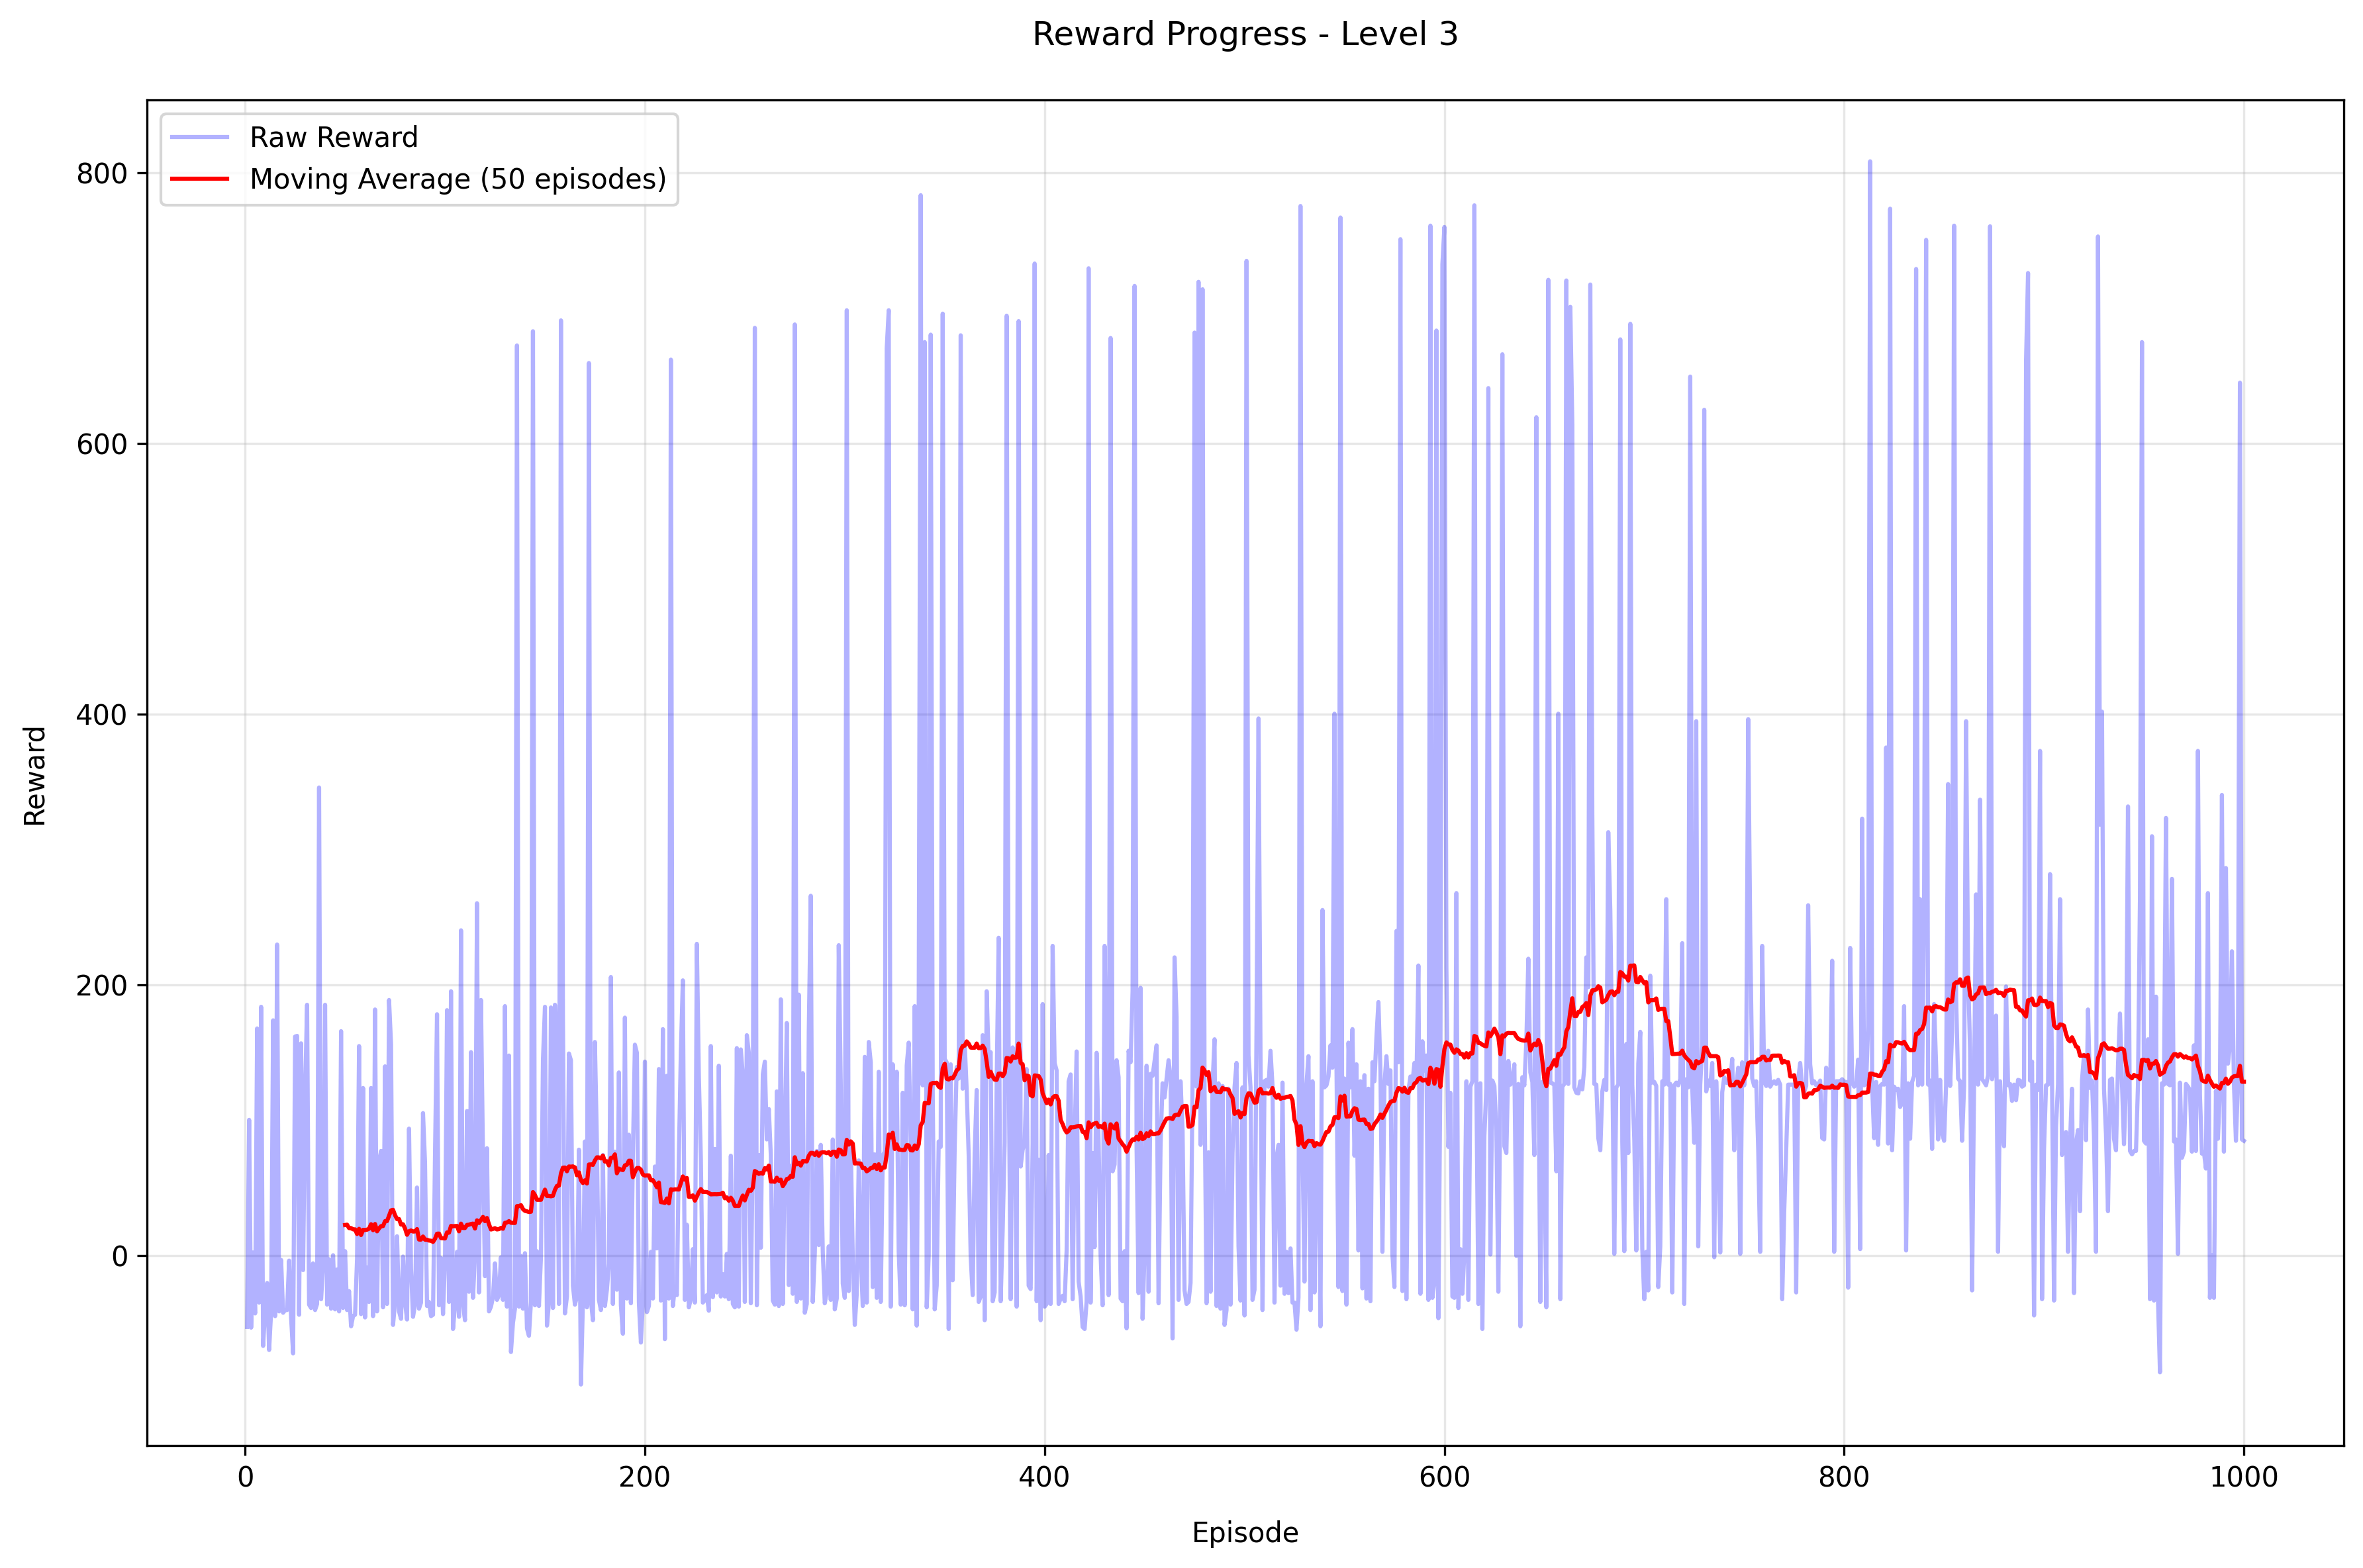 Reward Progress - Level 3
Raw Reward
Moving Average (50 episodes)
800
600
400
200
0
Reward
0 200 400 600 800 1000
Episode